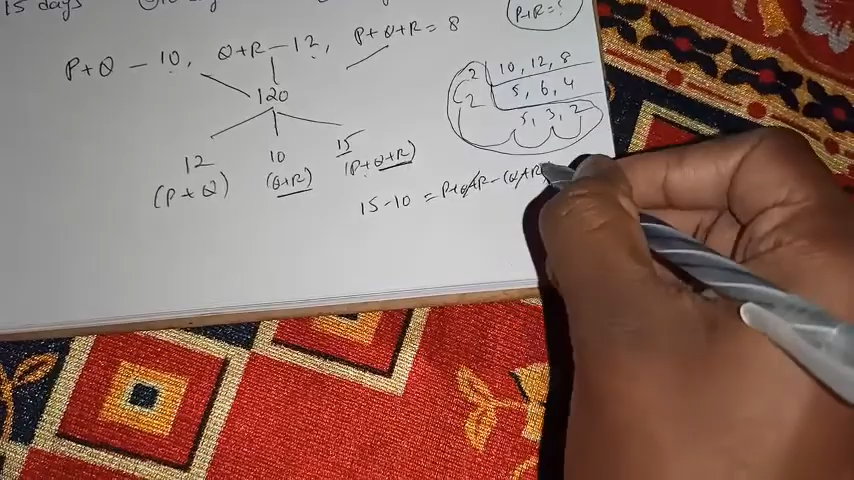 15 days
P+R=?
P+Q — 10, Q+R — 12, P+Q+R = 8
120
12 10 15
(P+Q) (Q+R) (P+Q+R)
2 10, 12, 8
2 5, 6, 4
5, 3, 2
15-10 = P+Q+R-(Q+R)